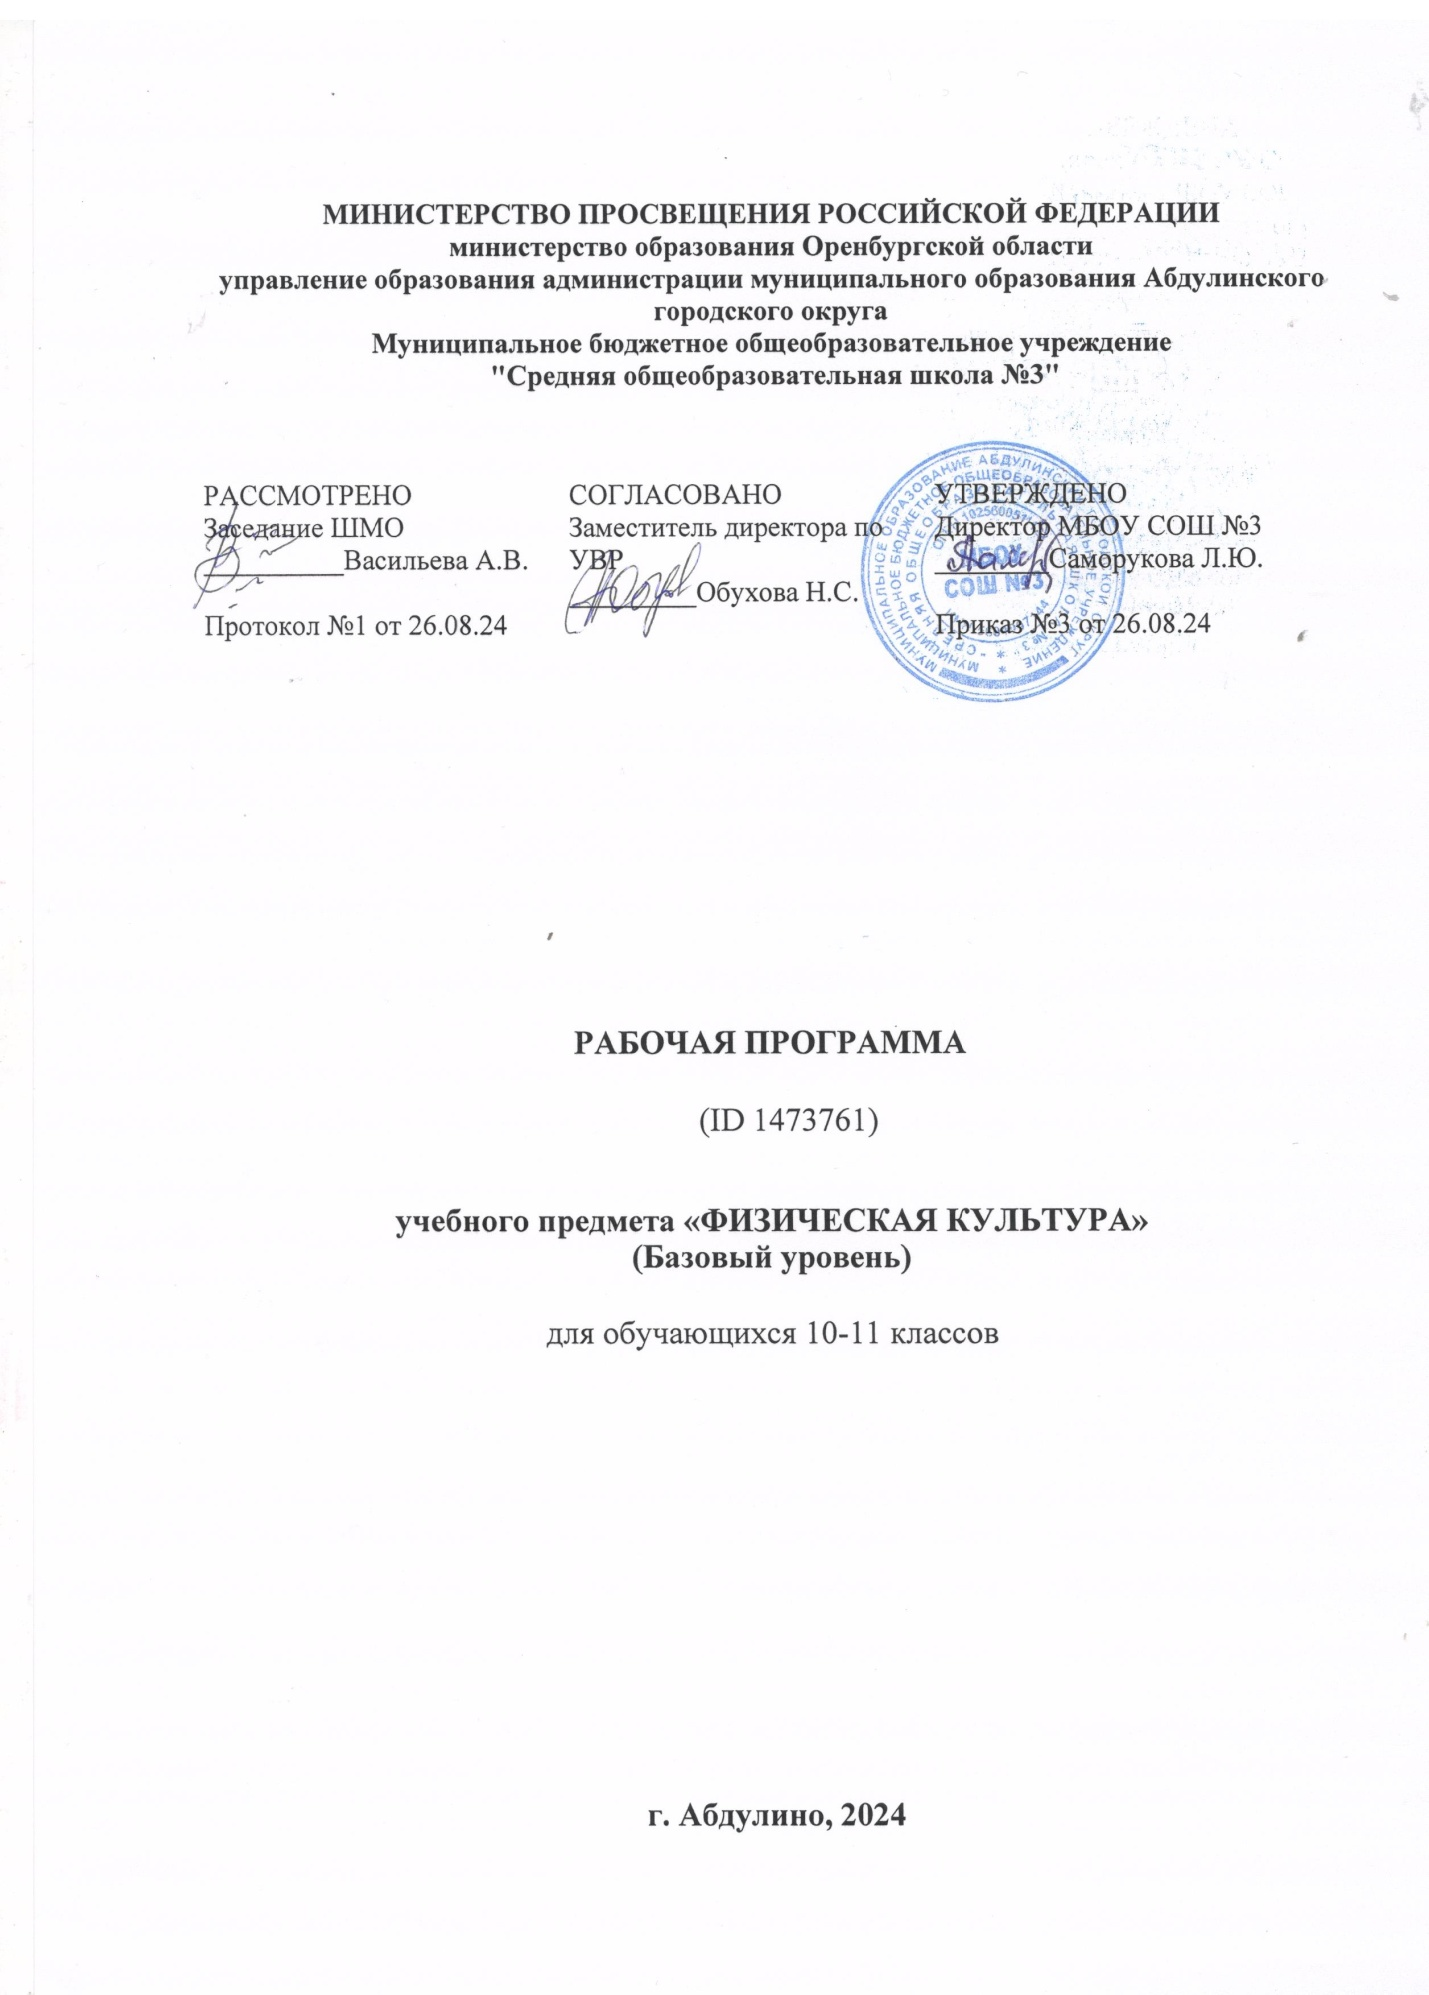 МИНИСТЕРСТВО ПРОСВЕЩЕНИЯ РОССИЙСКОЙ ФЕДЕРАЦИИ
министерство образования Оренбургской области
управление образования администрации муниципального образования Абдулинского
городского округа
Муниципальное бюджетное общеобразовательное учреждение
"Средняя общеобразовательная школа №3"
РАССМОТРЕНО
Заседание ШМО
Васильева А.В.
Протокол №1 от 26.08.24
СОГЛАСОВАНО
Заместитель директора по
УВР
Обухова Н.С.
УТВЕРЖДЕНО
Директор МБОУ СОШ №3
Саморукова Л.Ю.
Приказ №3 от 26.08.24
МБОУ
СОШ №3
РАБОЧАЯ ПРОГРАММА
(ID 1473761)
учебного предмета «ФИЗИЧЕСКАЯ КУЛЬТУРА»
(Базовый уровень)
для обучающихся 10-11 классов
г. Абдулино, 2024